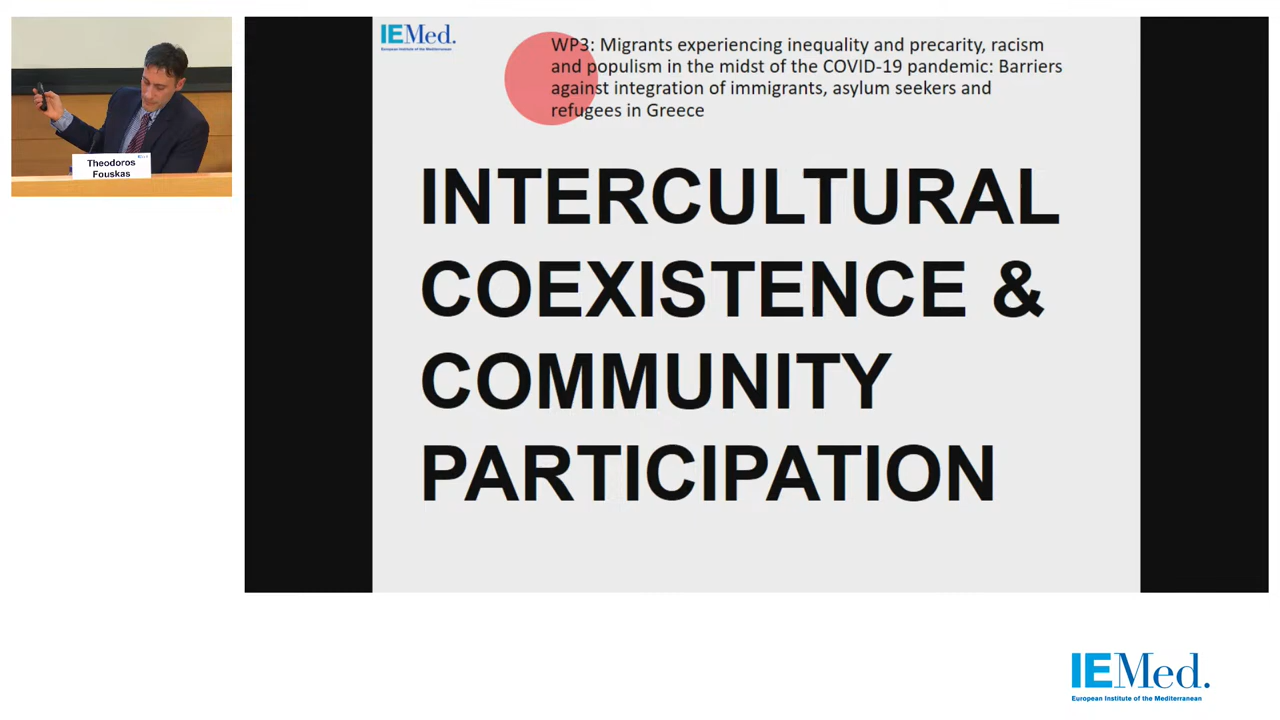 Theodoros
Fouskas
IEMed.
European Institute of the Mediterranean
WP3: Migrants experiencing inequality and precarity, racism
and populism in the midst of the COVID-19 pandemic: Barriers
against integration of immigrants, asylum seekers and
refugees in Greece
INTERCULTURAL
COEXISTENCE &
COMMUNITY
PARTICIPATION
IEMed.
European Institute of the Mediterranean